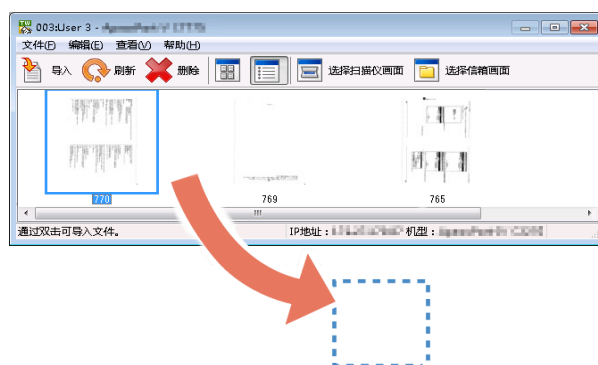 003:User 3 -
文件(F) 编辑(E) 查看(V) 帮助(H)
导入 刷新 删除 选择扫描仪画面 选择信箱画面
770 769 765
通过双击可导入文件。 IP地址: 机型: